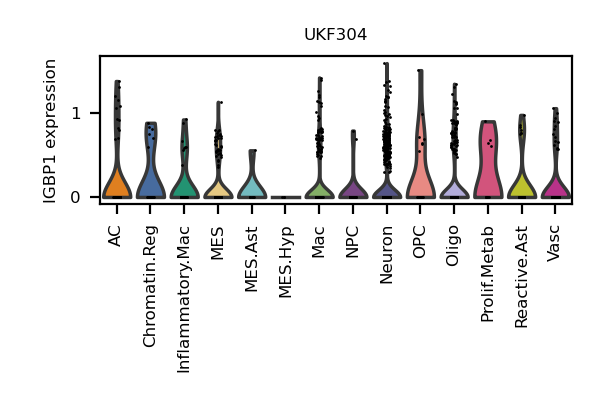 UKF304
IGBP1 expression
1
0
AC
Chromatin.Reg
Inflammatory.Mac
MES
MES.Ast
MES.Hyp
Mac
NPC
Neuron
OPC
Oligo
Prolif.Metab
Reactive.Ast
Vasc